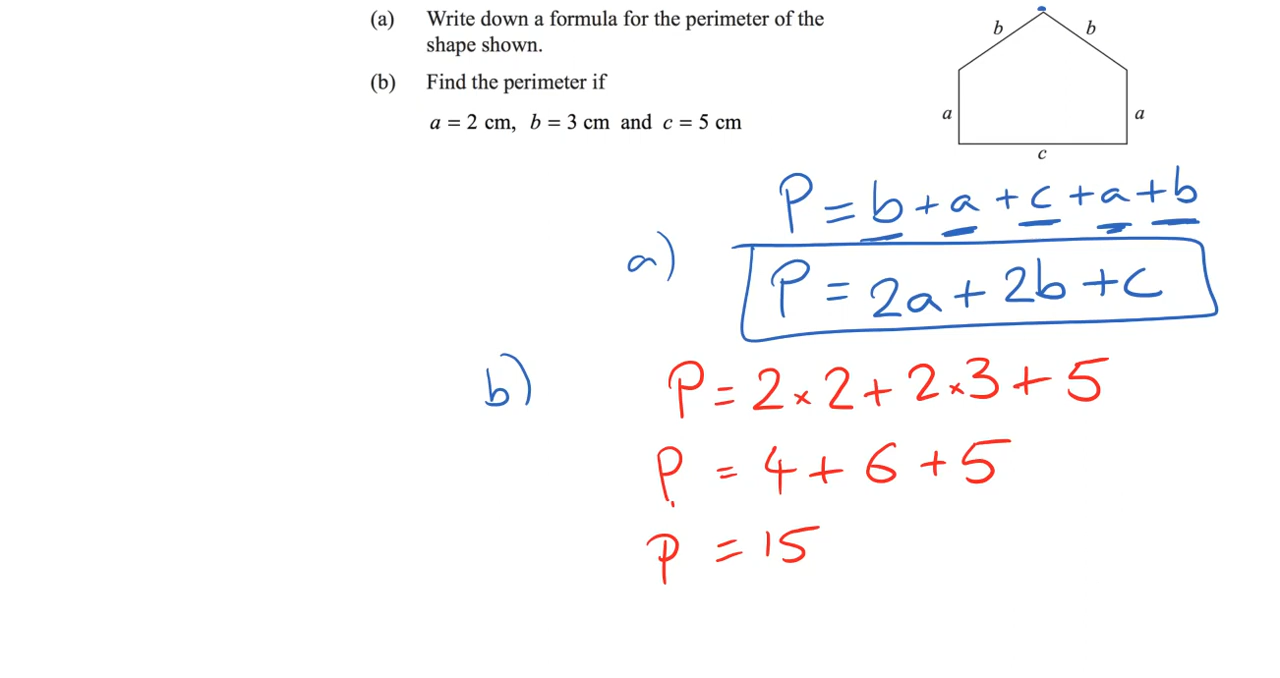 (a) Write down a formula for the perimeter of the
shape shown.
(b) Find the perimeter if
a = 2 cm, b = 3 cm and c = 5 cm
b b
a a
c
P = b + a + c + a + b
a) P = 2a + 2b + c
b) P = 2 × 2 + 2 × 3 + 5
P = 4 + 6 + 5
P = 15